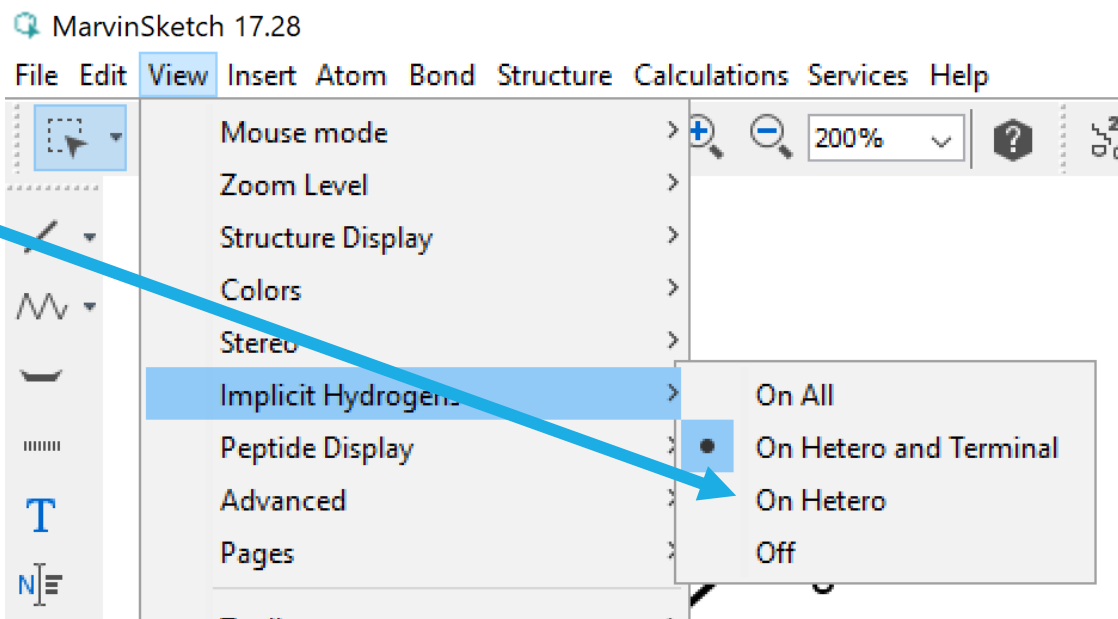 MarvinSketch 17.28
File Edit View Insert Atom Bond Structure Calculations Services Help
200%
?
Mouse mode
Zoom Level
Structure Display
Colors
Stereo
Implicit Hydrogens
Peptide Display
Advanced
Pages
On All
On Hetero and Terminal
On Hetero
Off
T
N